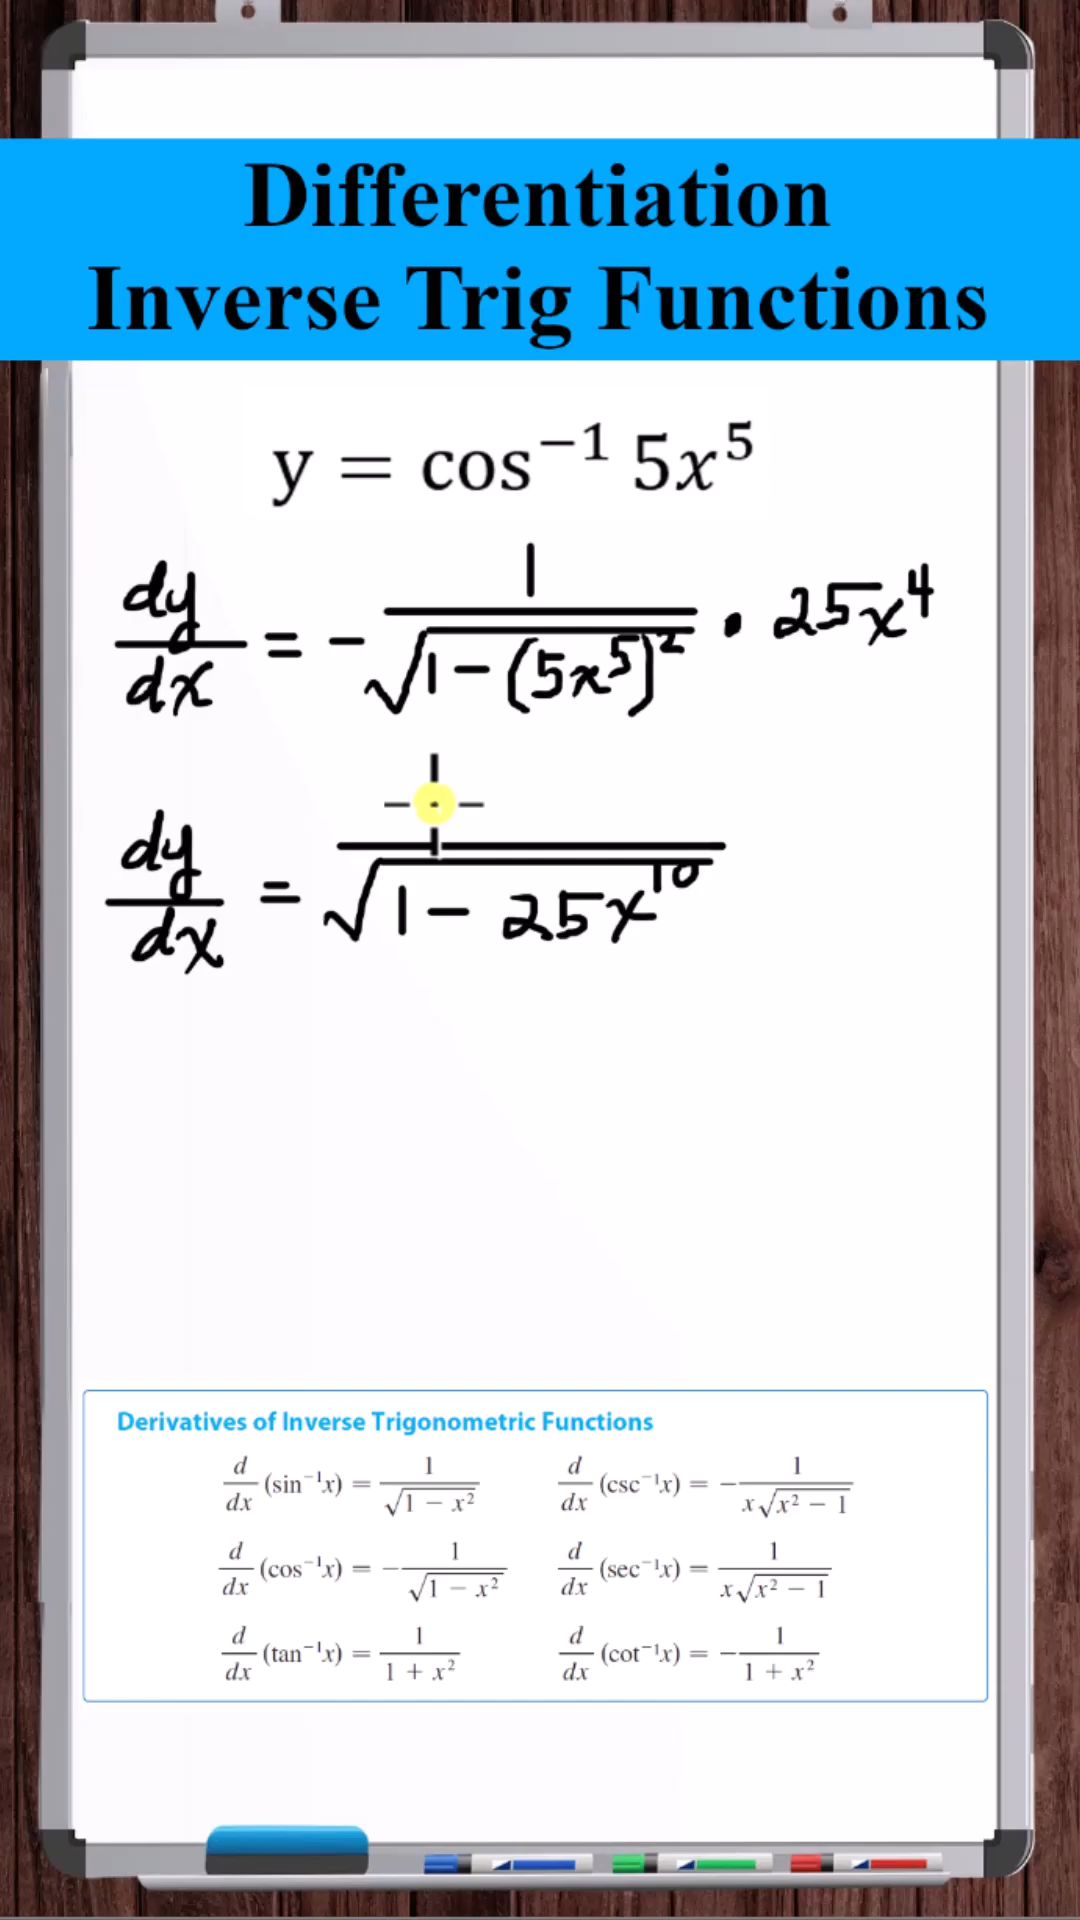 Differentiation
Inverse Trig Functions
y = cos⁻¹ 5x⁵
dy/dx = - 1/√(1-(5x⁵)²) · 25x⁴
dy/dx = /√(1 - 25x¹⁰)
Derivatives of Inverse Trigonometric Functions
d/dx (sin⁻¹x) = 1/√(1 − x²)
d/dx (csc⁻¹x) = −1/(x√(x² − 1))
d/dx (cos⁻¹x) = −1/√(1 − x²)
d/dx (sec⁻¹x) = 1/(x√(x² − 1))
d/dx (tan⁻¹x) = 1/(1 + x²)
d/dx (cot⁻¹x) = −1/(1 + x²)